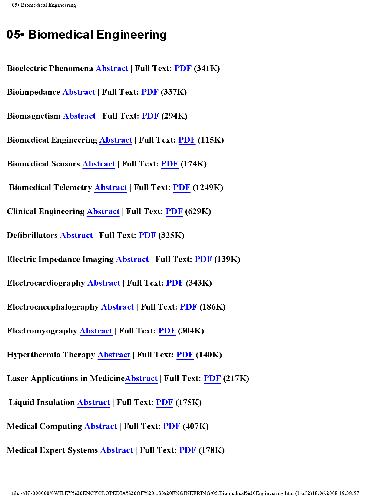 05• Biomedical Engineering
05• Biomedical Engineering
Bioelectric Phenomena Abstract | Full Text: PDF (341K)
Bioimpedance Abstract | Full Text: PDF (337K)
Biomagnetism Abstract | Full Text: PDF (294K)
Biomedical Engineering Abstract | Full Text: PDF (115K)
Biomedical Sensors Abstract | Full Text: PDF (174K)
Biomedical Telemetry Abstract | Full Text: PDF (1249K)
Clinical Engineering Abstract | Full Text: PDF (629K)
Defibrillators Abstract | Full Text: PDF (325K)
Electric Impedance Imaging Abstract | Full Text: PDF (139K)
Electrocardiography Abstract | Full Text: PDF (343K)
Electroencephalography Abstract | Full Text: PDF (186K)
Electromyography Abstract | Full Text: PDF (304K)
Hyperthermia Therapy Abstract | Full Text: PDF (140K)
Laser Applications in MedicineAbstract | Full Text: PDF (217K)
Liquid Insulation Abstract | Full Text: PDF (175K)
Medical Computing Abstract | Full Text: PDF (407K)
Medical Expert Systems Abstract | Full Text: PDF (178K)